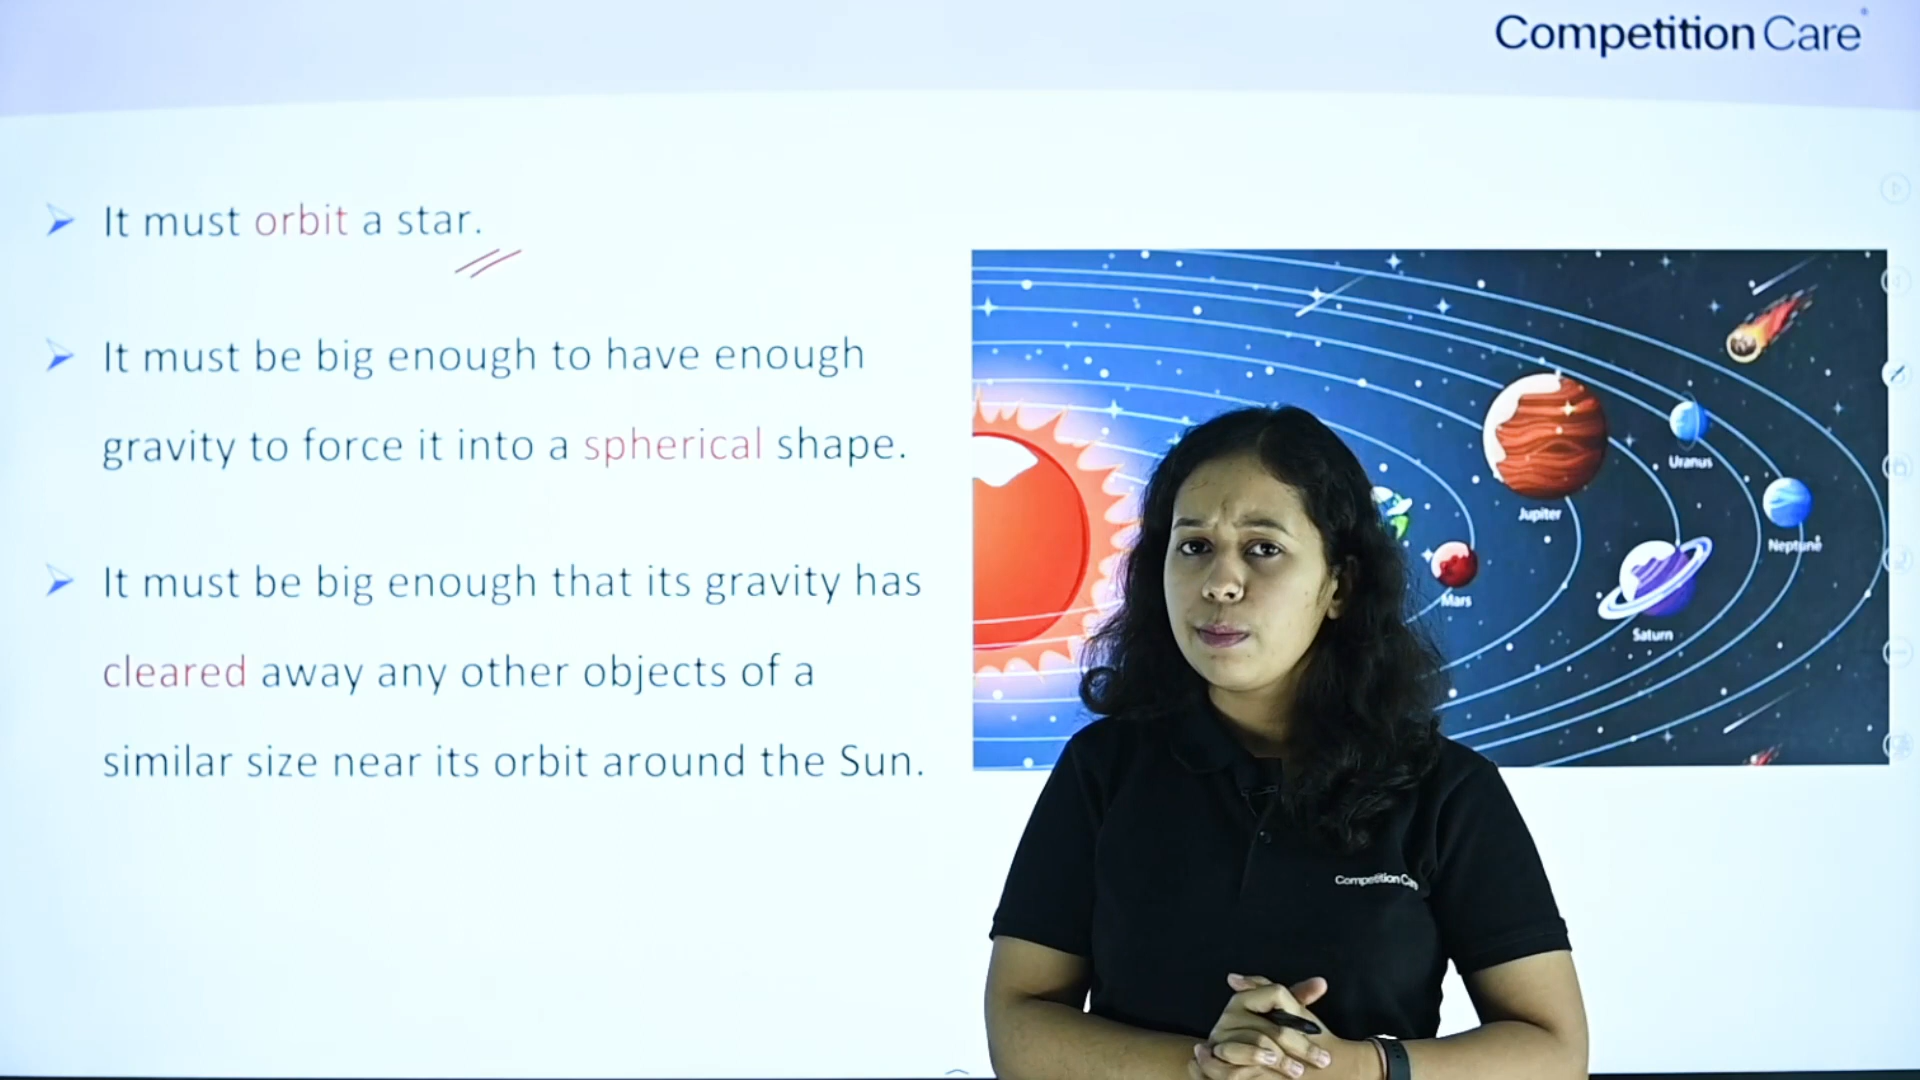 Competition Care
It must orbit a star.
It must be big enough to have enough
gravity to force it into a spherical shape.
It must be big enough that its gravity has
cleared away any other objects of a
similar size near its orbit around the Sun.
Uranus
Jupiter
Neptune
Mars
Saturn
Competition Care